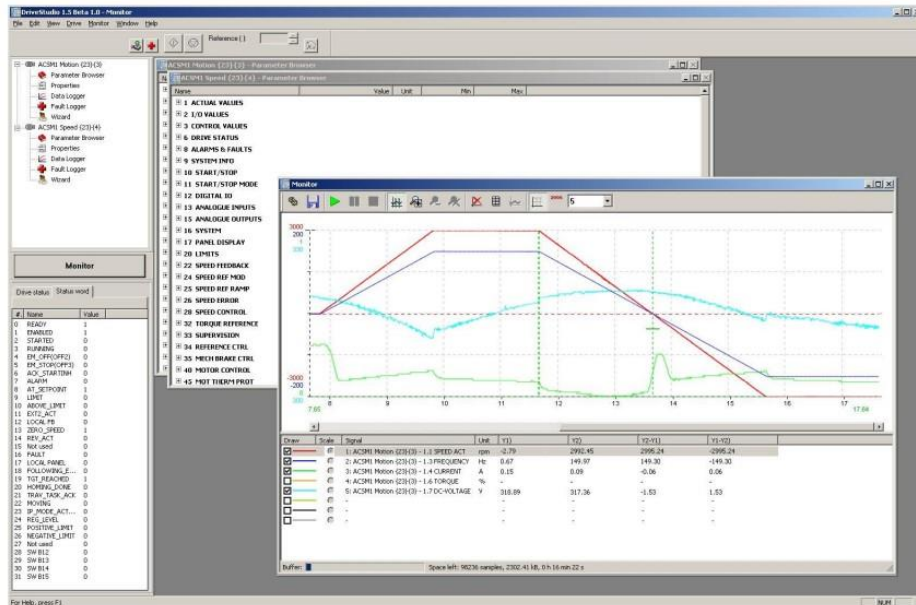 DriveStudio 1.5 Beta 1.0 - Monitor
File Edit View Drive Monitor Window Help
Reference ( )
ACSM1 Motion {23}{3}
Parameter Browser
Properties
Data Logger
Fault Logger
Wizard
ACSM1 Speed {23}{4}
Parameter Browser
Properties
Data Logger
Fault Logger
Wizard
Monitor
Drive status Status word
# Name Value
0 READY 1
1 ENABLED 1
2 STARTED 0
3 RUNNING 0
4 EM_OFF(OFF2) 0
5 EM_STOP(OFF3) 0
6 ACK_STARTINH 0
7 ALARM 0
8 AT_SETPOINT 1
9 LIMIT 0
10 ABOVE_LIMIT 0
11 EXT2_ACT 0
12 LOCAL FB 0
13 ZERO_SPEED 1
14 REV_ACT 0
15 Not used 0
16 FAULT 0
17 LOCAL PANEL 0
18 FOLLOWING_E... 0
19 TGT_REACHED 1
20 HOMING_DONE 0
21 TRAV_TASK_ACK 0
22 MOVING 0
23 IP_MODE_ACT... 0
24 REG_LEVEL 0
25 POSITIVE_LIMIT 0
26 NEGATIVE_LIMIT 0
27 Not used 0
28 SW B12 0
29 SW B13 0
30 SW B14 0
31 SW B15 0
ACSM1 Motion {23}{3} - Parameter Browser
ACSM1 Speed {23}{4} - Parameter Browser
Name Value Unit Min Max
1 ACTUAL VALUES
2 I/O VALUES
3 CONTROL VALUES
6 DRIVE STATUS
8 ALARMS & FAULTS
9 SYSTEM INFO
10 START/STOP
11 START/STOP MODE
12 DIGITAL IO
13 ANALOGUE INPUTS
15 ANALOGUE OUTPUTS
16 SYSTEM
17 PANEL DISPLAY
20 LIMITS
22 SPEED FEEDBACK
24 SPEED REF MOD
25 SPEED REF RAMP
26 SPEED ERROR
28 SPEED CONTROL
32 TORQUE REFERENCE
33 SUPERVISION
34 REFERENCE CTRL
35 MECH BRAKE CTRL
40 MOTOR CONTROL
45 MOT THERM PROT
Monitor
5
3000
200
-3000
-200
8 9 10 11 12 13 14 15 16 17
7.65 17.64
Draw Scale Signal Unit Y1) Y2) Y2-Y1) Y1-Y2)
1: ACSM1 Motion {23}{3} - 1.1 SPEED ACT rpm -2.79 2992.45 2995.24 -2995.24
2: ACSM1 Motion {23}{3} - 1.3 FREQUENCY Hz 0.67 149.97 149.30 -149.30
3: ACSM1 Motion {23}{3} - 1.4 CURRENT A 0.15 0.09 -0.06 0.06
4: ACSM1 Motion {23}{3} - 1.6 TORQUE % - - - -
5: ACSM1 Motion {23}{3} - 1.7 DC-VOLTAGE V 318.89 317.36 -1.53 1.53
Buffer: Space left: 98236 samples, 2302.41 kB, 0 h 16 min 22 s
For Help, press F1 NUM